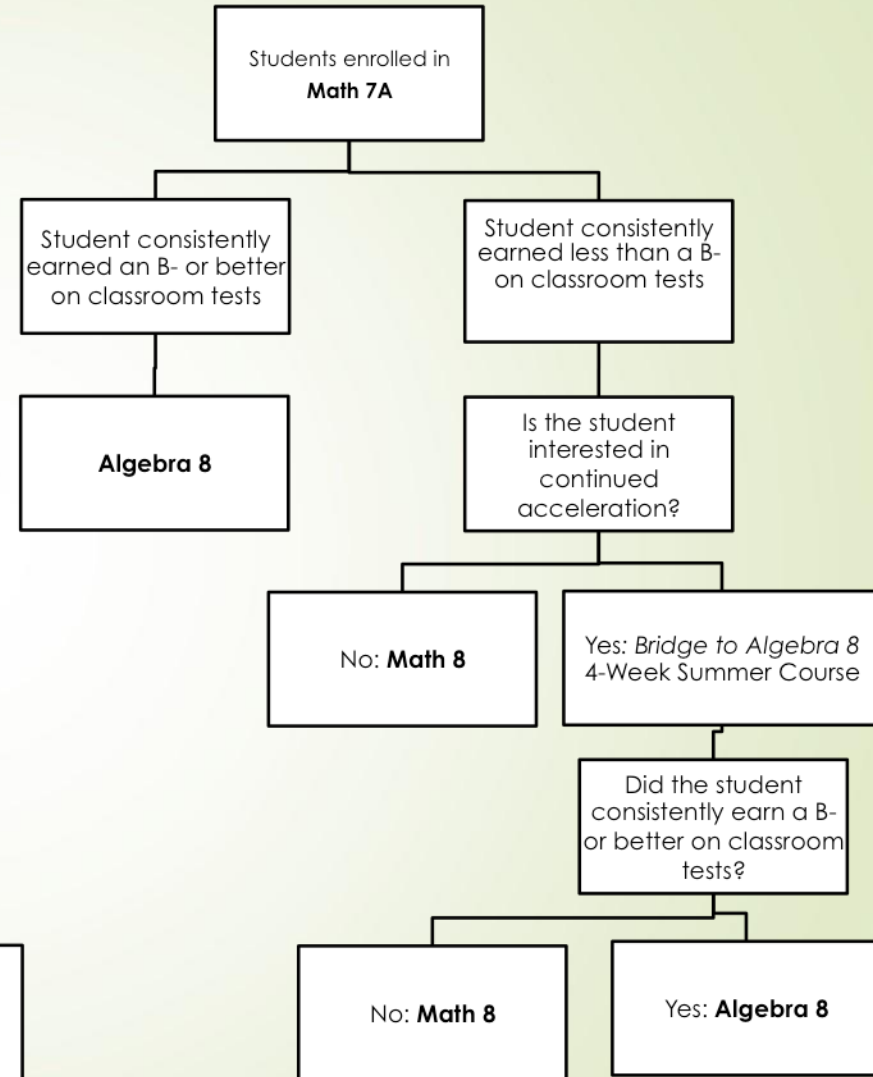 Students enrolled in
Math 7A
Student consistently
earned an B- or better
on classroom tests
Student consistently
earned less than a B-
on classroom tests
Algebra 8
Is the student
interested in
continued
acceleration?
No: Math 8
Yes: Bridge to Algebra 8
4-Week Summer Course
Did the student
consistently earn a B-
or better on classroom
tests?
No: Math 8
Yes: Algebra 8